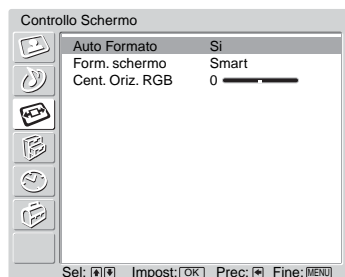 Controllo Schermo
Auto Formato Si
Form. schermo Smart
Cent. Oriz. RGB 0
Sel: Impost: OK Prec: Fine: MENU